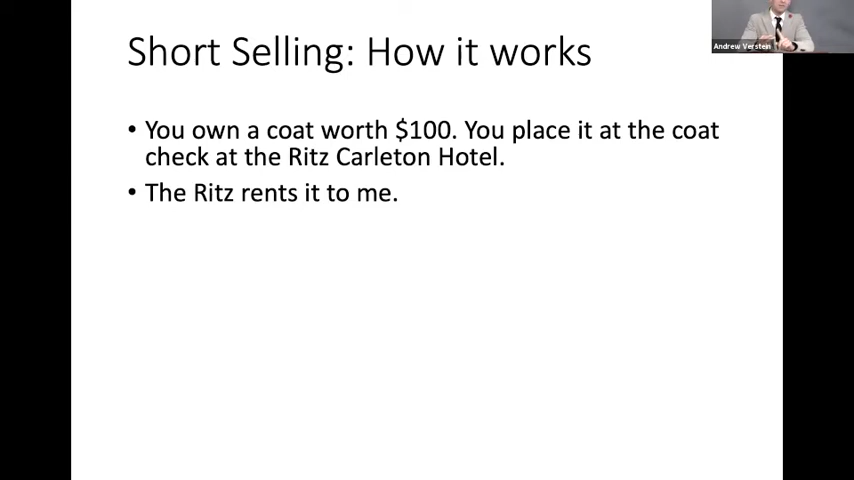 Short Selling: How it works
Andrew Verstein
• You own a coat worth $100. You place it at the coat
check at the Ritz Carleton Hotel.
• The Ritz rents it to me.